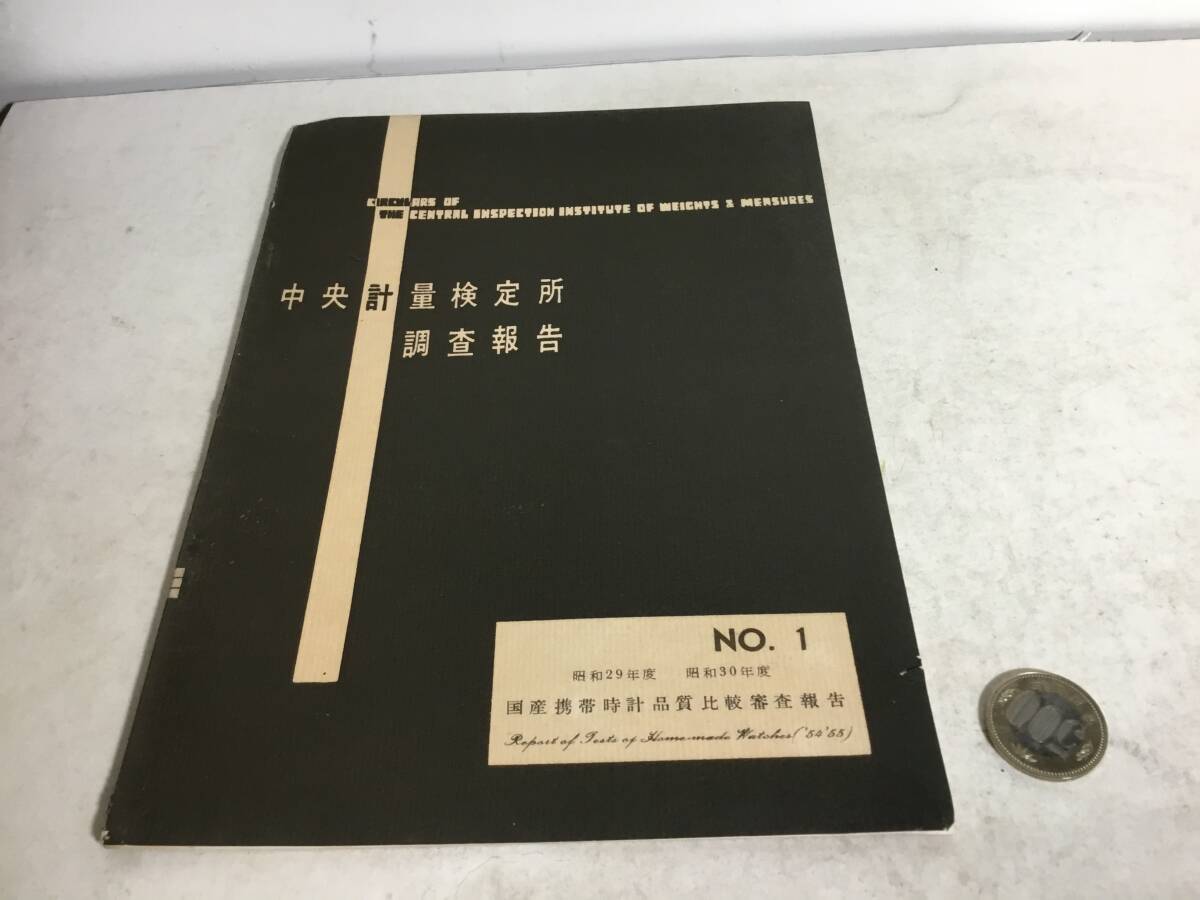 CIRCULARS OF
THE CENTRAL INSPECTION INSTITUTE OF WEIGHTS & MEASURES
中央計量検定所
調査報告
NO. 1
昭和29年度 昭和30年度
国産携帯時計品質比較審査報告
Report of Tests of Home-made Watches ('54 '55)
500